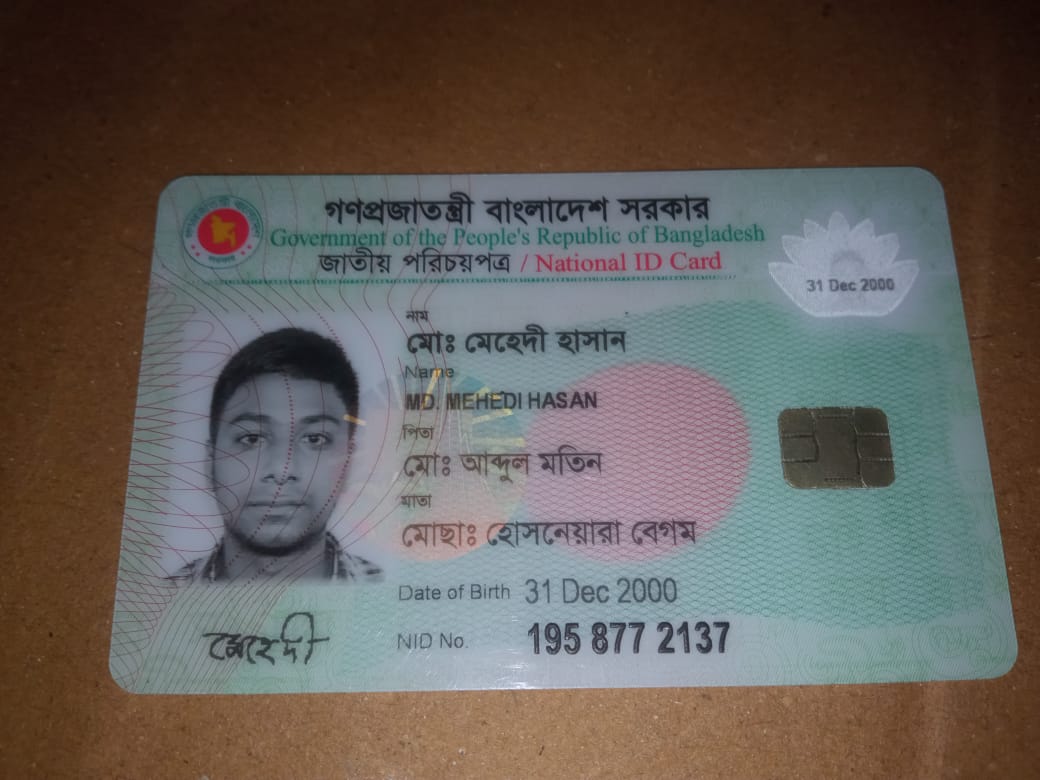 গণপ্রজাতন্ত্রী বাংলাদেশ সরকার
Government of the People's Republic of Bangladesh
জাতীয় পরিচয়পত্র / National ID Card
31 Dec 2000
নাম
মোঃ মেহেদী হাসান
Name
MD. MEHEDI HASAN
পিতা
মোঃ আব্দুল মতিন
মাতা
মোছাঃ হোসনেয়ারা বেগম
Date of Birth 31 Dec 2000
মেহেদী
NID No. 195 877 2137